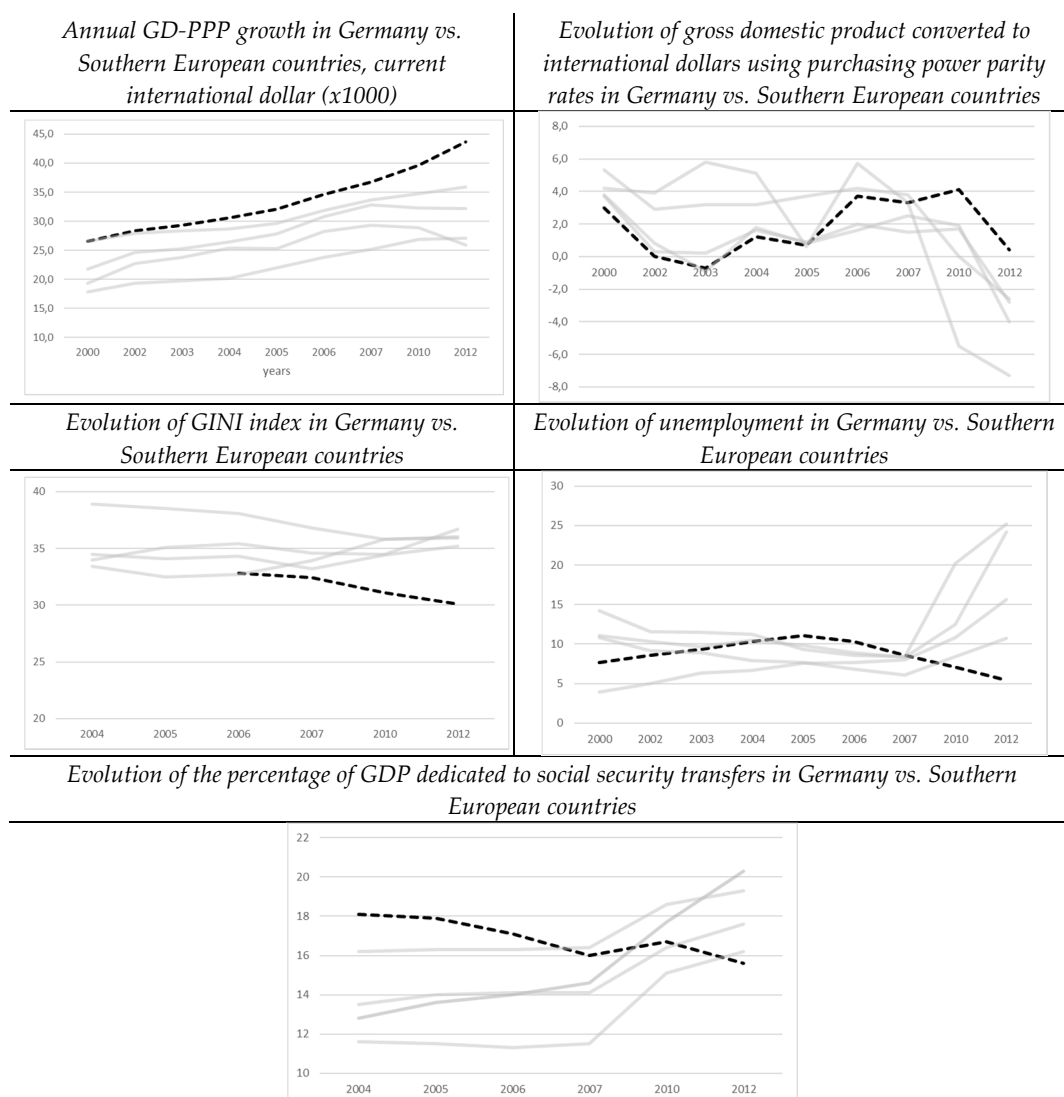 Annual GD-PPP growth in Germany vs.
Southern European countries, current
international dollar (x1000)
Evolution of gross domestic product converted to
international dollars using purchasing power parity
rates in Germany vs. Southern European countries
45,0
40,0
35,0
30,0
25,0
20,0
15,0
10,0
2000 2002 2003 2004 2005 2006 2007 2010 2012
years
8,0
6,0
4,0
2,0
0,0
2000 2002 2003 2004 2005 2006 2007 2010 2012
-2,0
-4,0
-6,0
-8,0
Evolution of GINI index in Germany vs.
Southern European countries
Evolution of unemployment in Germany vs. Southern
European countries
40
35
30
25
20
2004 2005 2006 2007 2010 2012
30
25
20
15
10
5
0
2000 2002 2003 2004 2005 2006 2007 2010 2012
Evolution of the percentage of GDP dedicated to social security transfers in Germany vs. Southern
European countries
22
20
18
16
14
12
10
2004 2005 2006 2007 2010 2012